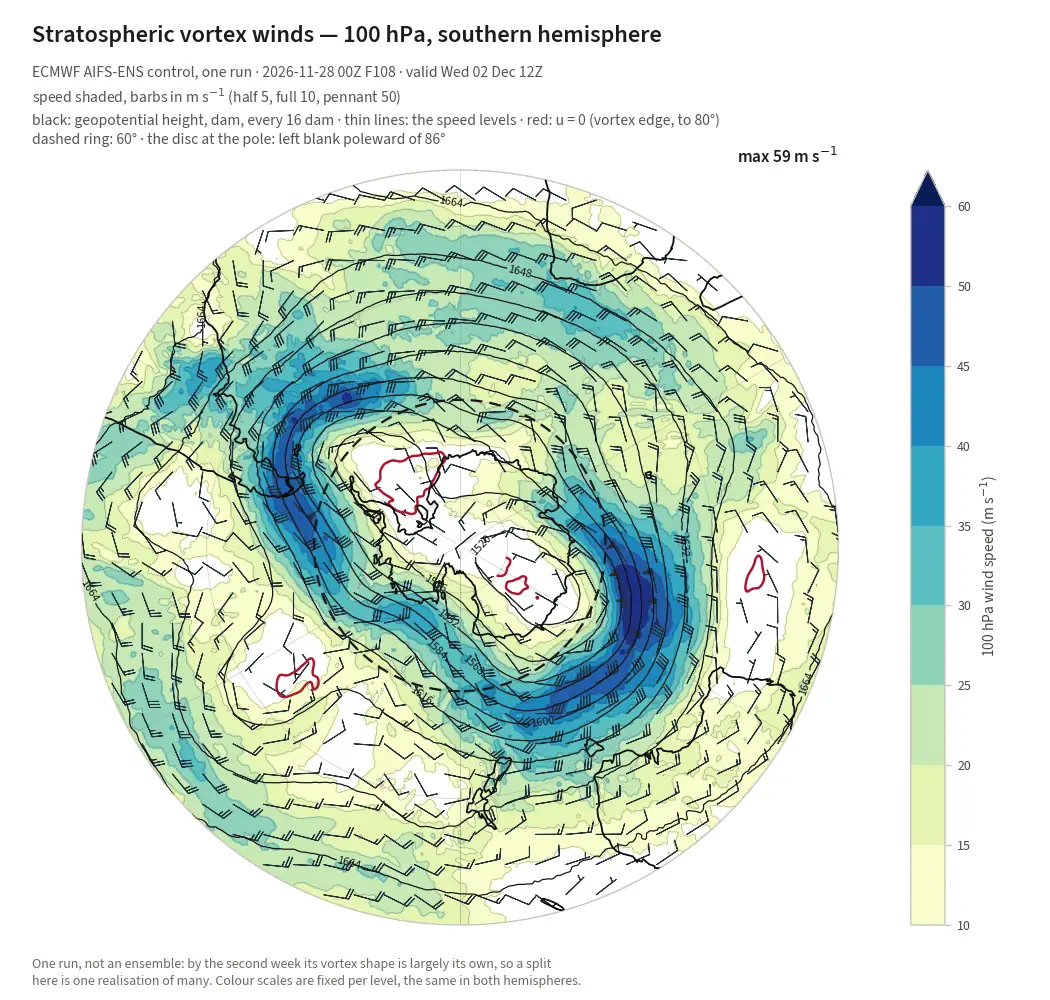 Stratospheric vortex winds — 100 hPa, southern hemisphere
ECMWF AIFS-ENS control, one run · 2026-11-28 00Z F108 · valid Wed 02 Dec 12Z
speed shaded, barbs in m s⁻¹ (half 5, full 10, pennant 50)
black: geopotential height, dam, every 16 dam · thin lines: the speed levels · red: u = 0 (vortex edge, to 80°)
dashed ring: 60° · the disc at the pole: left blank poleward of 86°
max 59 m s⁻¹
1664
1648
1664
1632
1520
1664
1584
1568
1616
1600
1664
1664
60
50
45
40
35
30
25
20
15
10
100 hPa wind speed (m s⁻¹)
One run, not an ensemble: by the second week its vortex shape is largely its own, so a split
here is one realisation of many. Colour scales are fixed per level, the same in both hemispheres.